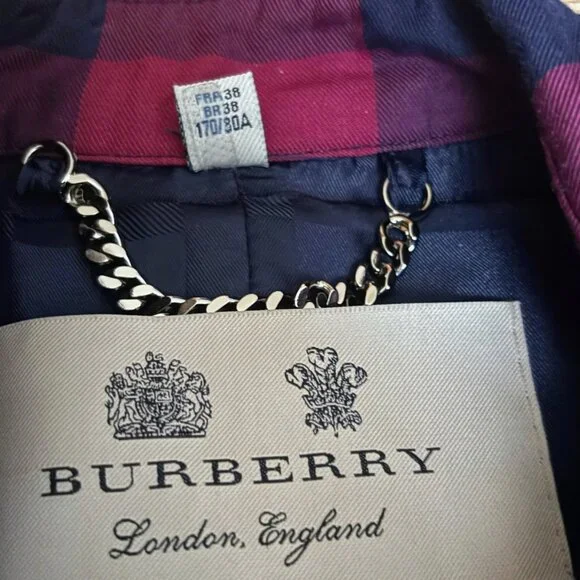 FRA 38
BR 38
170/80A
BURBERRY
London, England